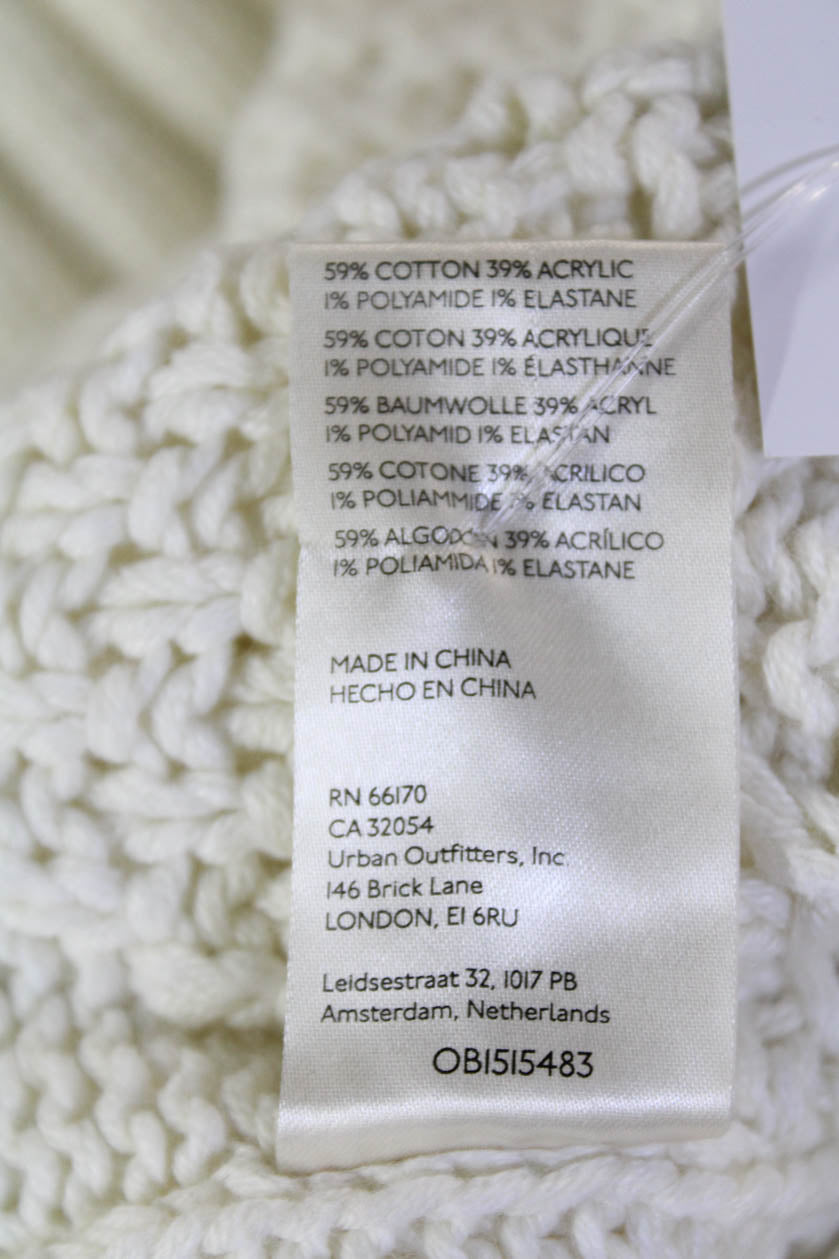 59% COTTON 39% ACRYLIC
1% POLYAMIDE 1% ELASTANE
59% COTON 39% ACRYLIQUE
1% POLYAMIDE 1% ÉLASTHANNE
59% BAUMWOLLE 39% ACRYL
1% POLYAMID 1% ELASTAN
59% COTONE 39% ACRILICO
1% POLIAMMIDE 1% ELASTAN
59% ALGODON 39% ACRÍLICO
1% POLIAMIDA 1% ELASTANE
MADE IN CHINA
HECHO EN CHINA
RN 66170
CA 32054
Urban Outfitters, Inc.
146 Brick Lane
LONDON, E1 6RU
Leidsestraat 32, 1017 PB
Amsterdam, Netherlands
OB1515483